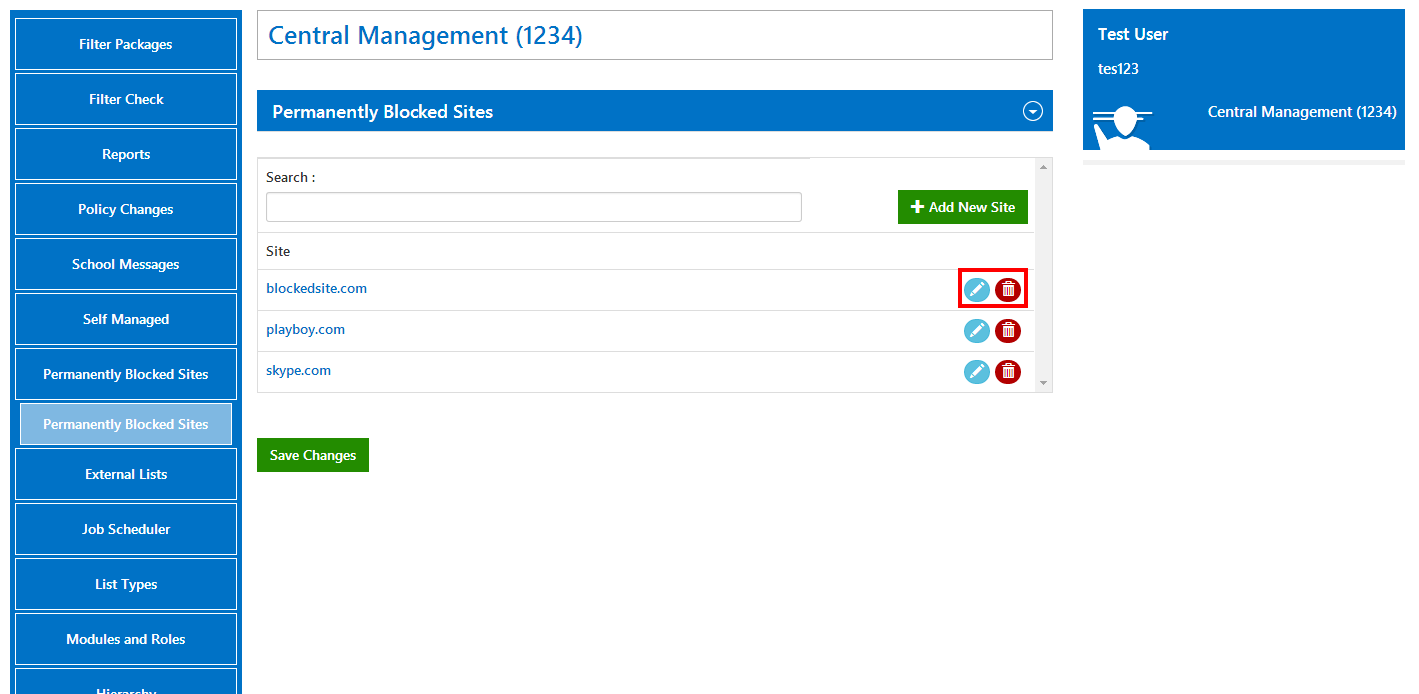 Filter Packages
Filter Check
Reports
Policy Changes
School Messages
Self Managed
Permanently Blocked Sites
Permanently Blocked Sites
External Lists
Job Scheduler
List Types
Modules and Roles
Hierarchy
Central Management (1234)
Permanently Blocked Sites
Search :
Add New Site
Site
blockedsite.com
playboy.com
skype.com
Save Changes
Test User
tes123
Central Management (1234)